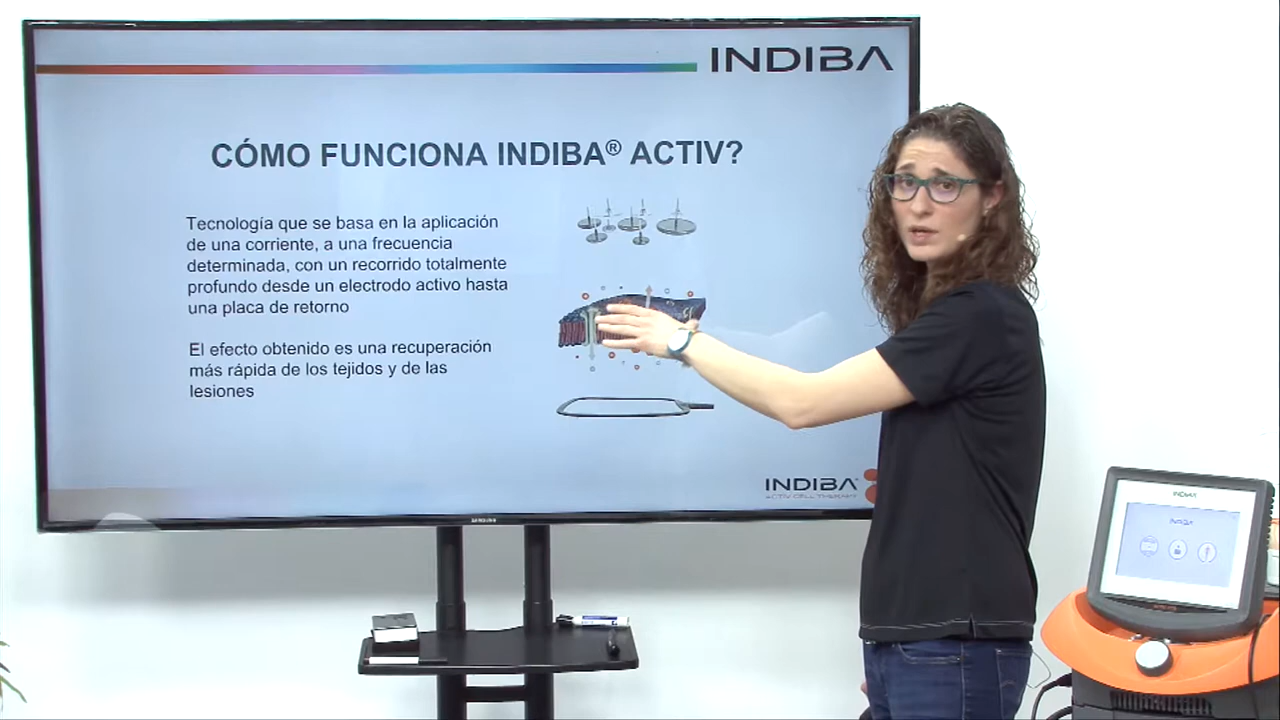 INDIBA
CÓMO FUNCIONA INDIBA® ACTIV?
Tecnología que se basa en la aplicación
de una corriente, a una frecuencia
determinada, con un recorrido totalmente
profundo desde un electrodo activo hasta
una placa de retorno
El efecto obtenido es una recuperación
más rápida de los tejidos y de las
lesiones
INDIBA®
ACTIV CELL THERAPY
SAMSUNG
INDIBA
INDIBA